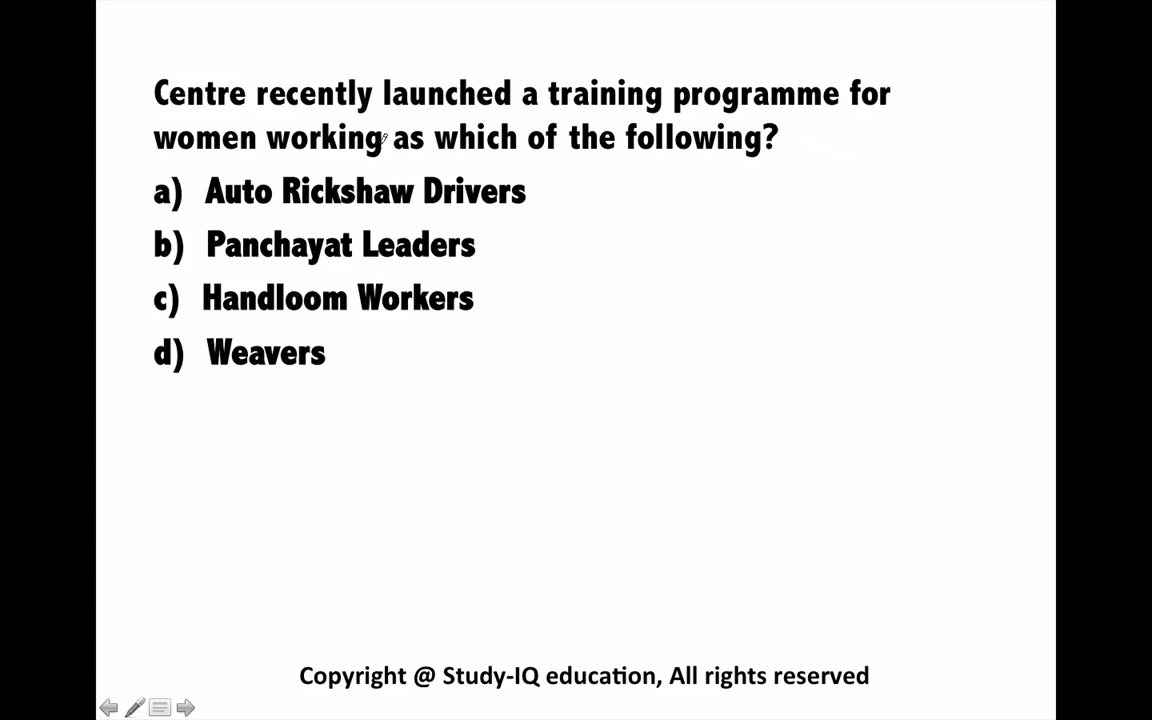 Centre recently launched a training programme for
women working as which of the following?
a) Auto Rickshaw Drivers
b) Panchayat Leaders
c) Handloom Workers
d) Weavers
Copyright @ Study-IQ education, All rights reserved